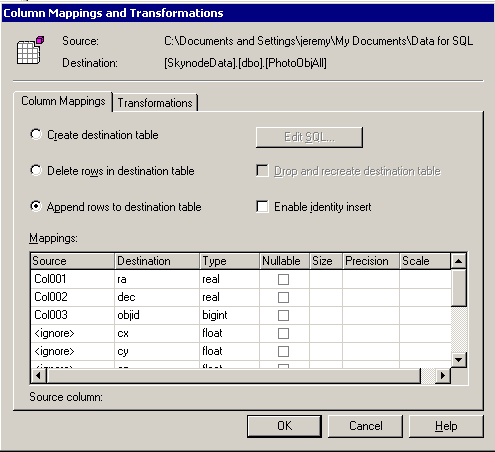 Column Mappings and Transformations
Source: C:\Documents and Settings\jeremy\My Documents\Data for SQL
Destination: [SkynodeData].[dbo].[PhotoObjAll]
Column Mappings Transformations
Create destination table Edit SQL...
Delete rows in destination table Drop and recreate destination table
Append rows to destination table Enable identity insert
Mappings:
Source Destination Type Nullable Size Precision Scale
Col001 ra real
Col002 dec real
Col003 objid bigint
<ignore> cx float
<ignore> cy float
Source column:
OK Cancel Help